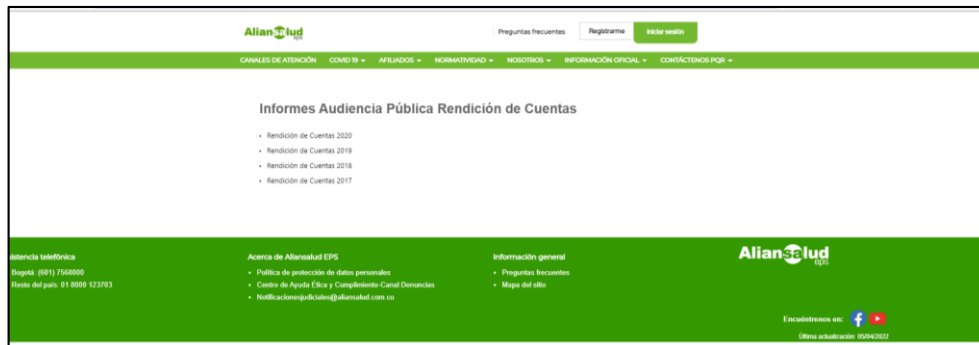 Aliansalud
eps
Preguntas frecuentes
Registrarme
Iniciar sesión
CANALES DE ATENCIÓN COVID 19 AFILIADOS NORMATIVIDAD NOSOTROS INFORMACIÓN OFICIAL CONTÁCTENOS PQR
Informes Audiencia Pública Rendición de Cuentas
• Rendición de Cuentas 2020
• Rendición de Cuentas 2019
• Rendición de Cuentas 2018
• Rendición de Cuentas 2017
istencia telefónica
Bogotá: (601) 7568000
Resto del país: 01 8000 123703
Acerca de Aliansalud EPS
• Política de protección de datos personales
• Centro de Ayuda Ética y Cumplimiento-Canal Denuncias
• Notificacionesjudiciales@aliansalud.com.co
Información general
• Preguntas frecuentes
• Mapa del sitio
Aliansalud
eps
Encuéntrenos en:
Última actualización: 05/04/2022